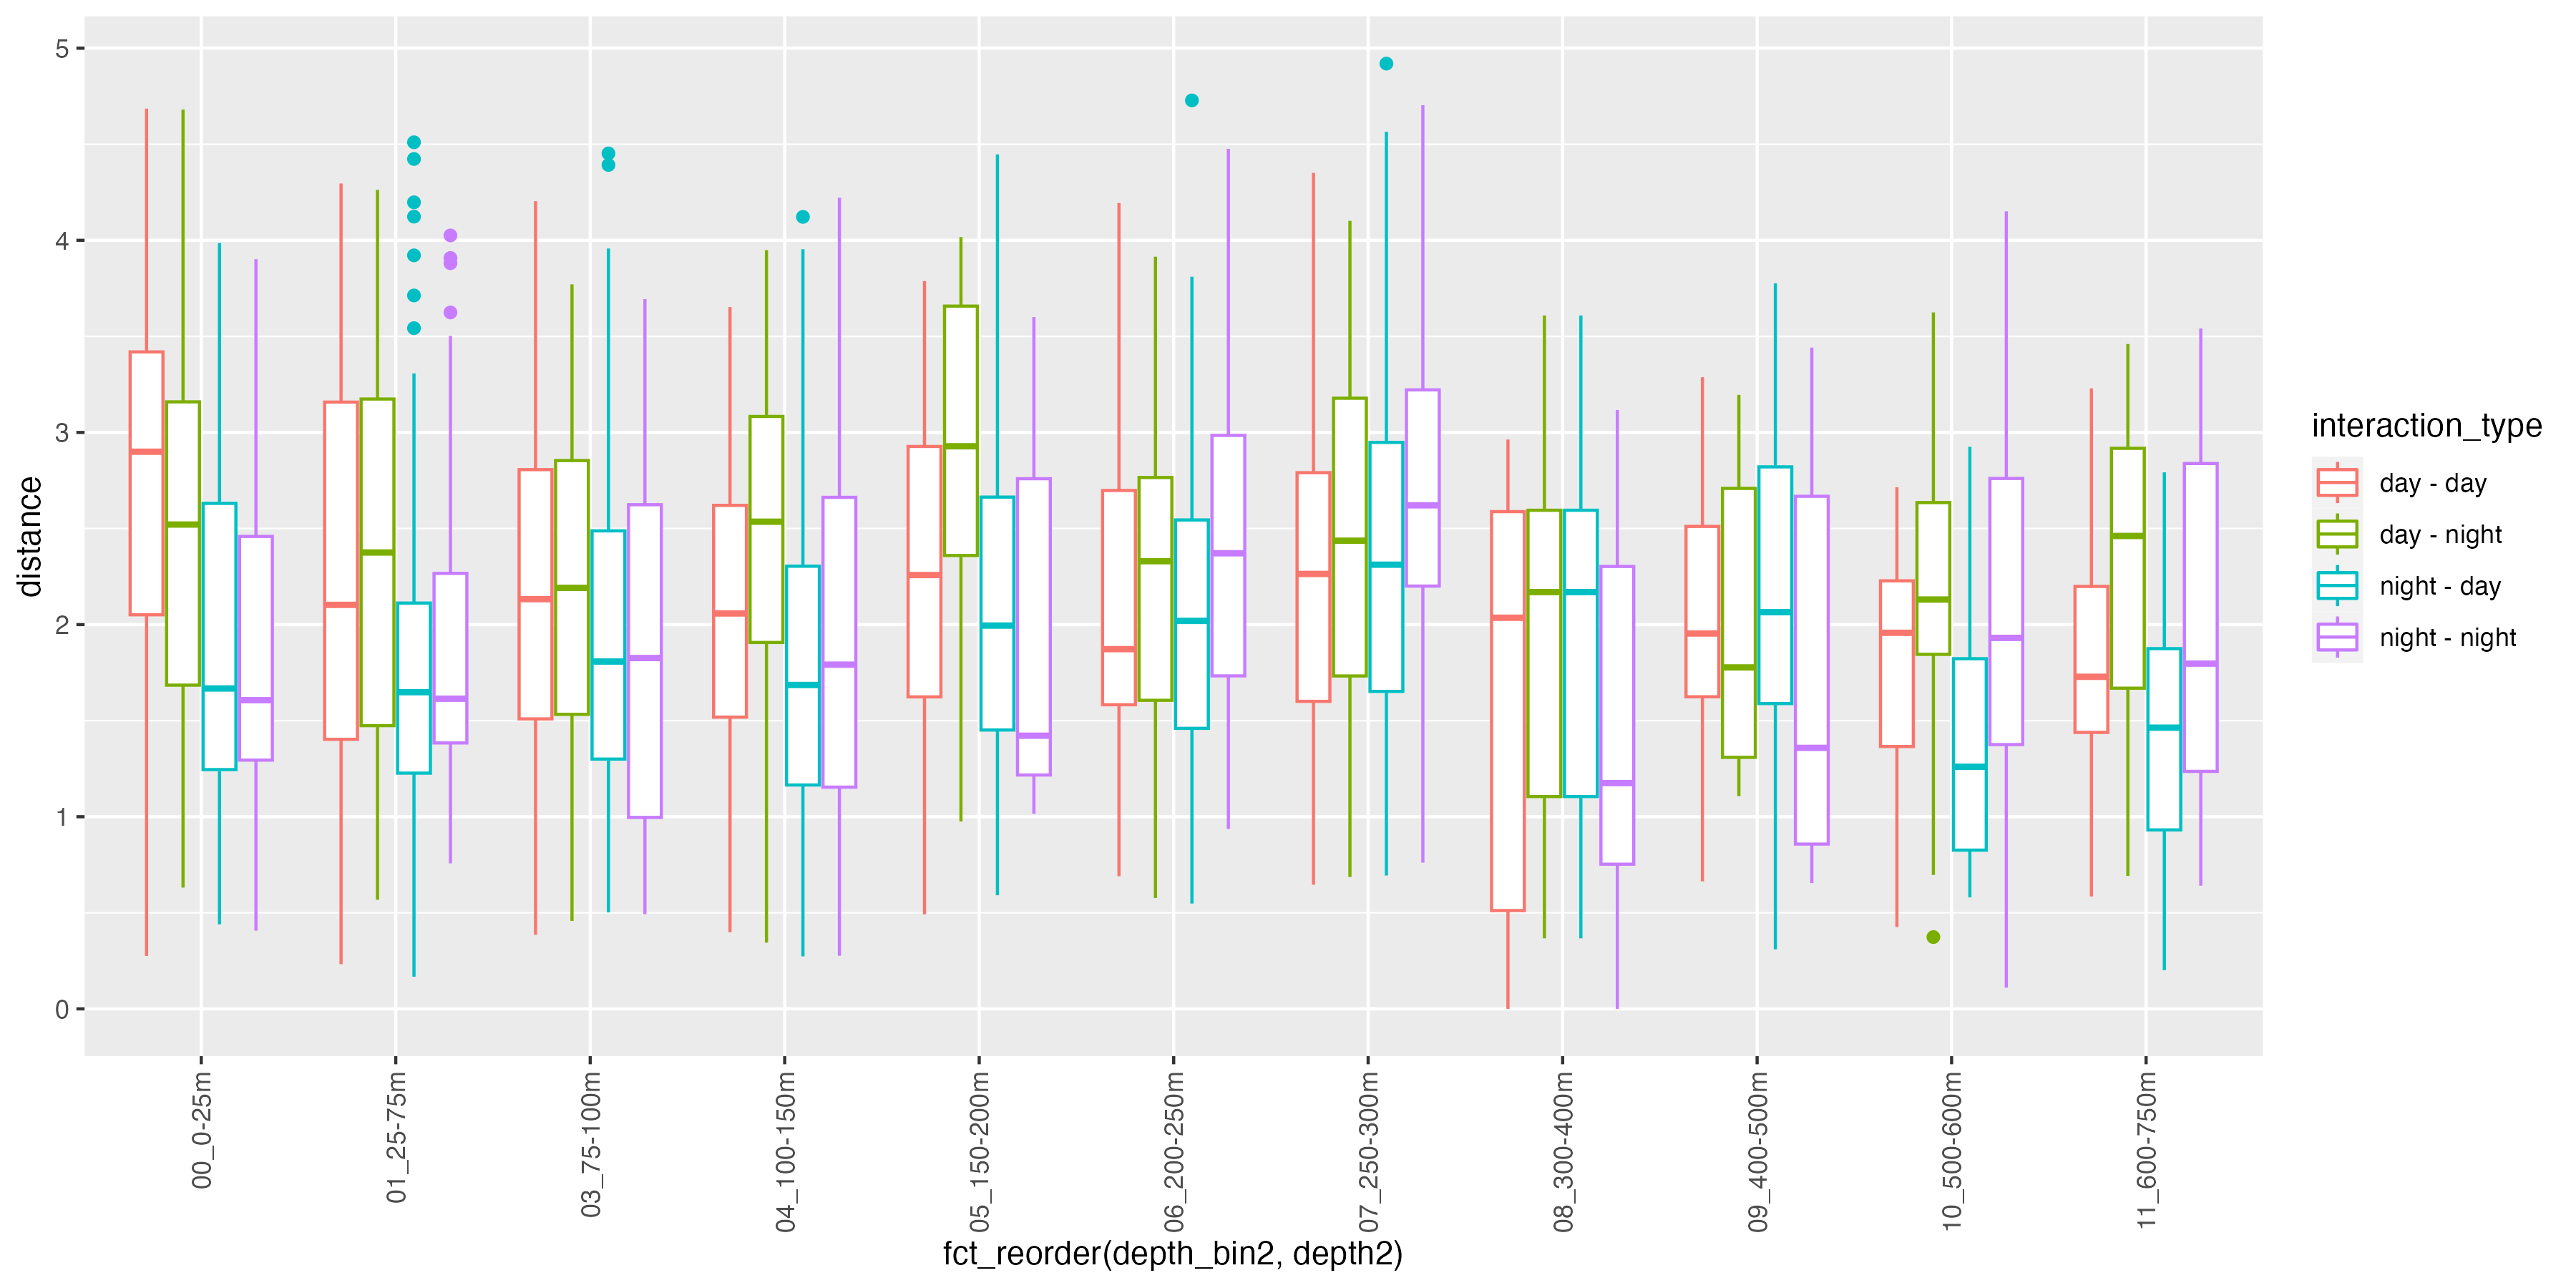 5
4
3
2
1
0
distance
00_0-25m
01_25-75m
03_75-100m
04_100-150m
05_150-200m
06_200-250m
07_250-300m
08_300-400m
09_400-500m
10_500-600m
11_600-750m
fct_reorder(depth_bin2, depth2)
interaction_type
day - day
day - night
night - day
night - night